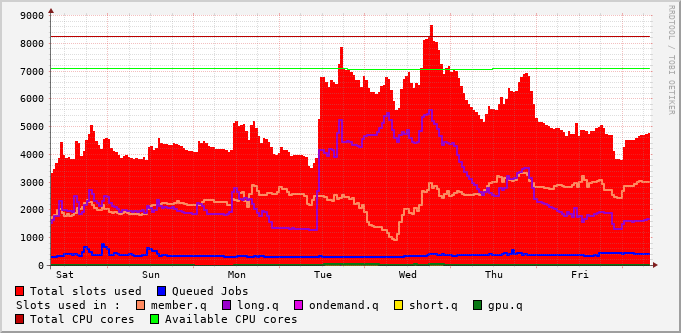 9000
8000
7000
6000
5000
4000
3000
2000
1000
0
Sat Sun Mon Tue Wed Thu Fri
Total slots used Queued Jobs
Slots used in : member.q long.q ondemand.q short.q gpu.q
Total CPU cores Available CPU cores
RRDTOOL / TOBI OETIKER